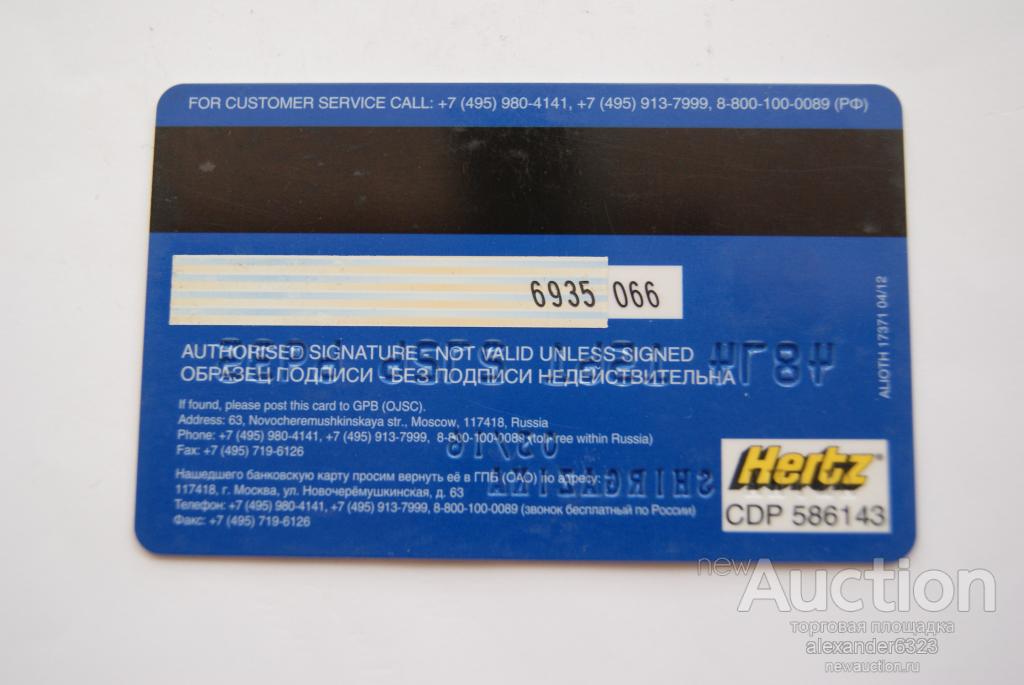 FOR CUSTOMER SERVICE CALL: +7 (495) 980-4141, +7 (495) 913-7999, 8-800-100-0089 (РФ)
6935 066
ALIOTH 17371 04/12
AUTHORISED SIGNATURE - NOT VALID UNLESS SIGNED
ОБРАЗЕЦ ПОДПИСИ - БЕЗ ПОДПИСИ НЕДЕЙСТВИТЕЛЬНА
If found, please post this card to GPB (OJSC).
Address: 63, Novocheremushkinskaya str., Moscow, 117418, Russia
Phone: +7 (495) 980-4141, +7 (495) 913-7999, 8-800-100-0089 (toll-free within Russia)
Fax: +7 (495) 719-6126
Нашедшего банковскую карту просим вернуть её в ГПБ (ОАО) по адресу:
117418, г. Москва, ул. Новочерёмушкинская, д. 63
Телефон: +7 (495) 980-4141, +7 (495) 913-7999, 8-800-100-0089 (звонок бесплатный по России)
Факс: +7 (495) 719-6126
Hertz
CDP 586143
newAuction
торговая площадка
alexander6323
newauction.ru